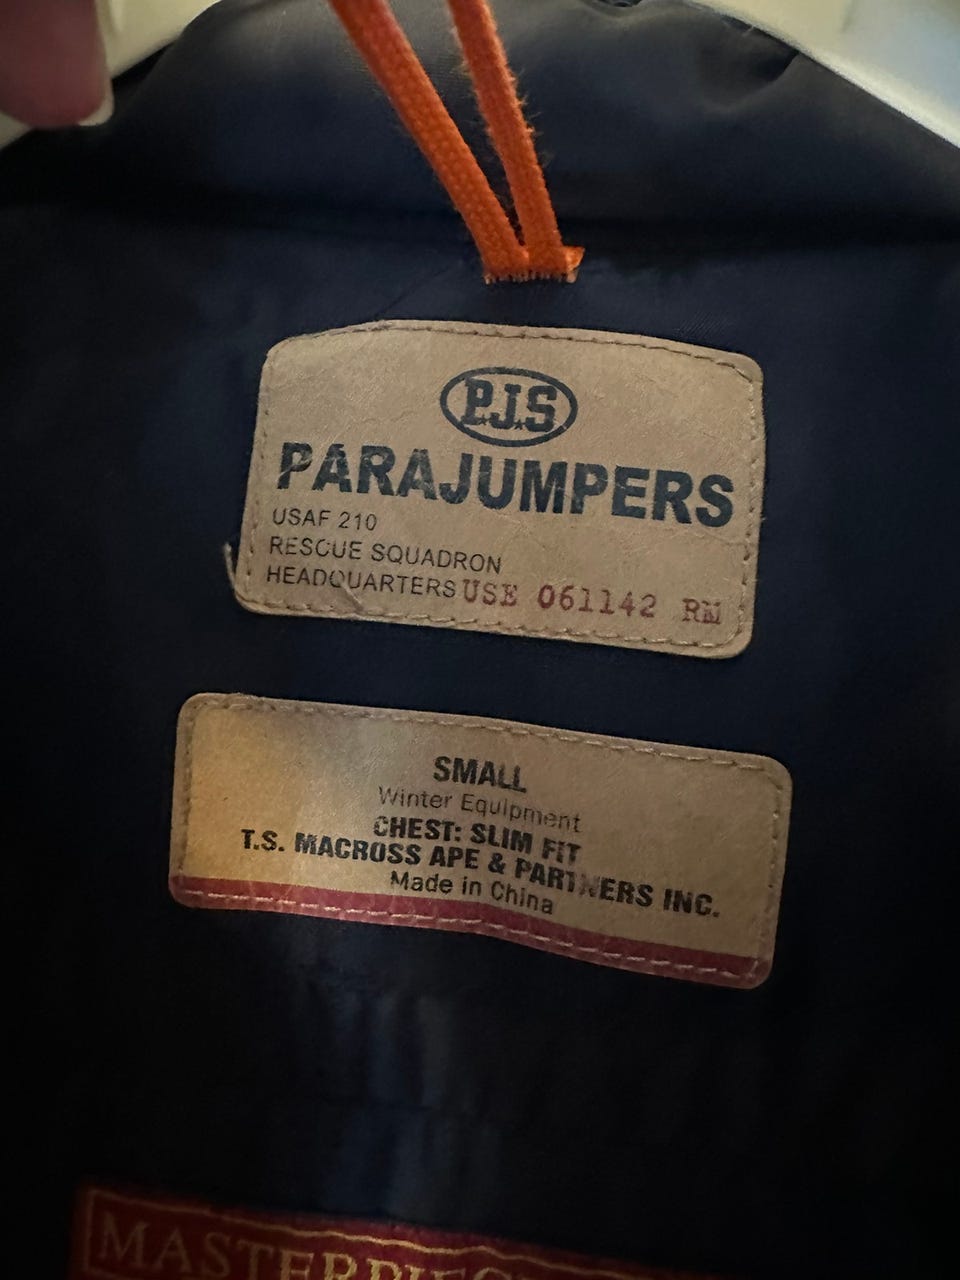 P.J.S
PARAJUMPERS
USAF 210
RESCUE SQUADRON
HEADQUARTERS USE 061142 RM
SMALL
Winter Equipment
CHEST: SLIM FIT
T.S. MACROSS APE & PARTNERS INC.
Made in China